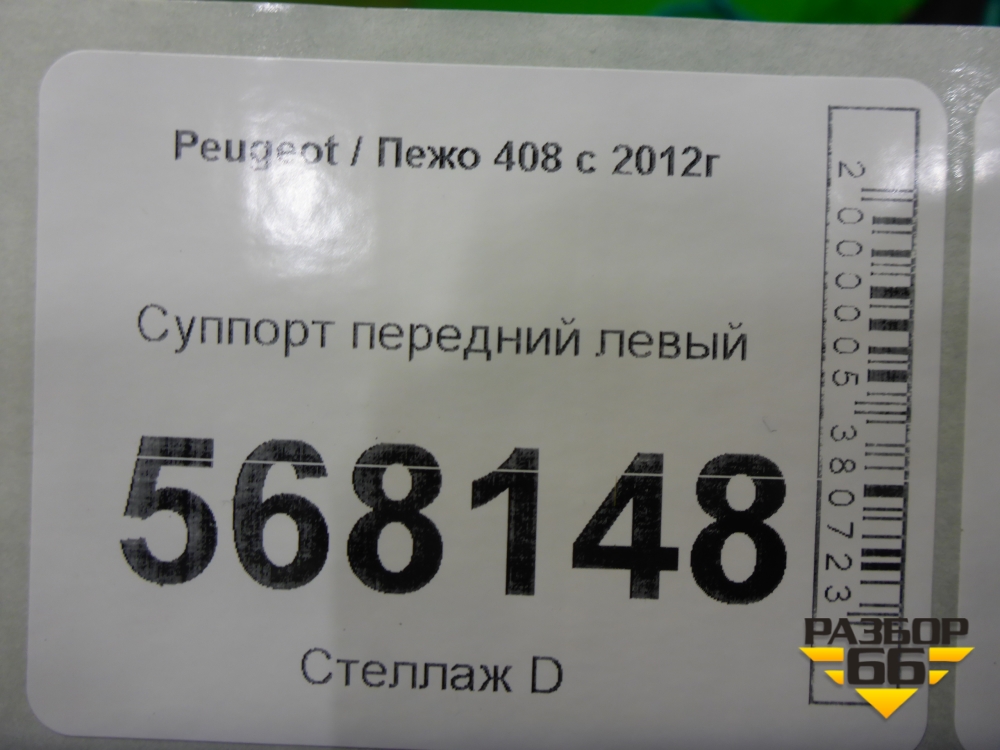 Peugeot / Пежо 408 с 2012г
Суппорт передний левый
568148
Стеллаж D
2000005380723
РАЗБОР
66